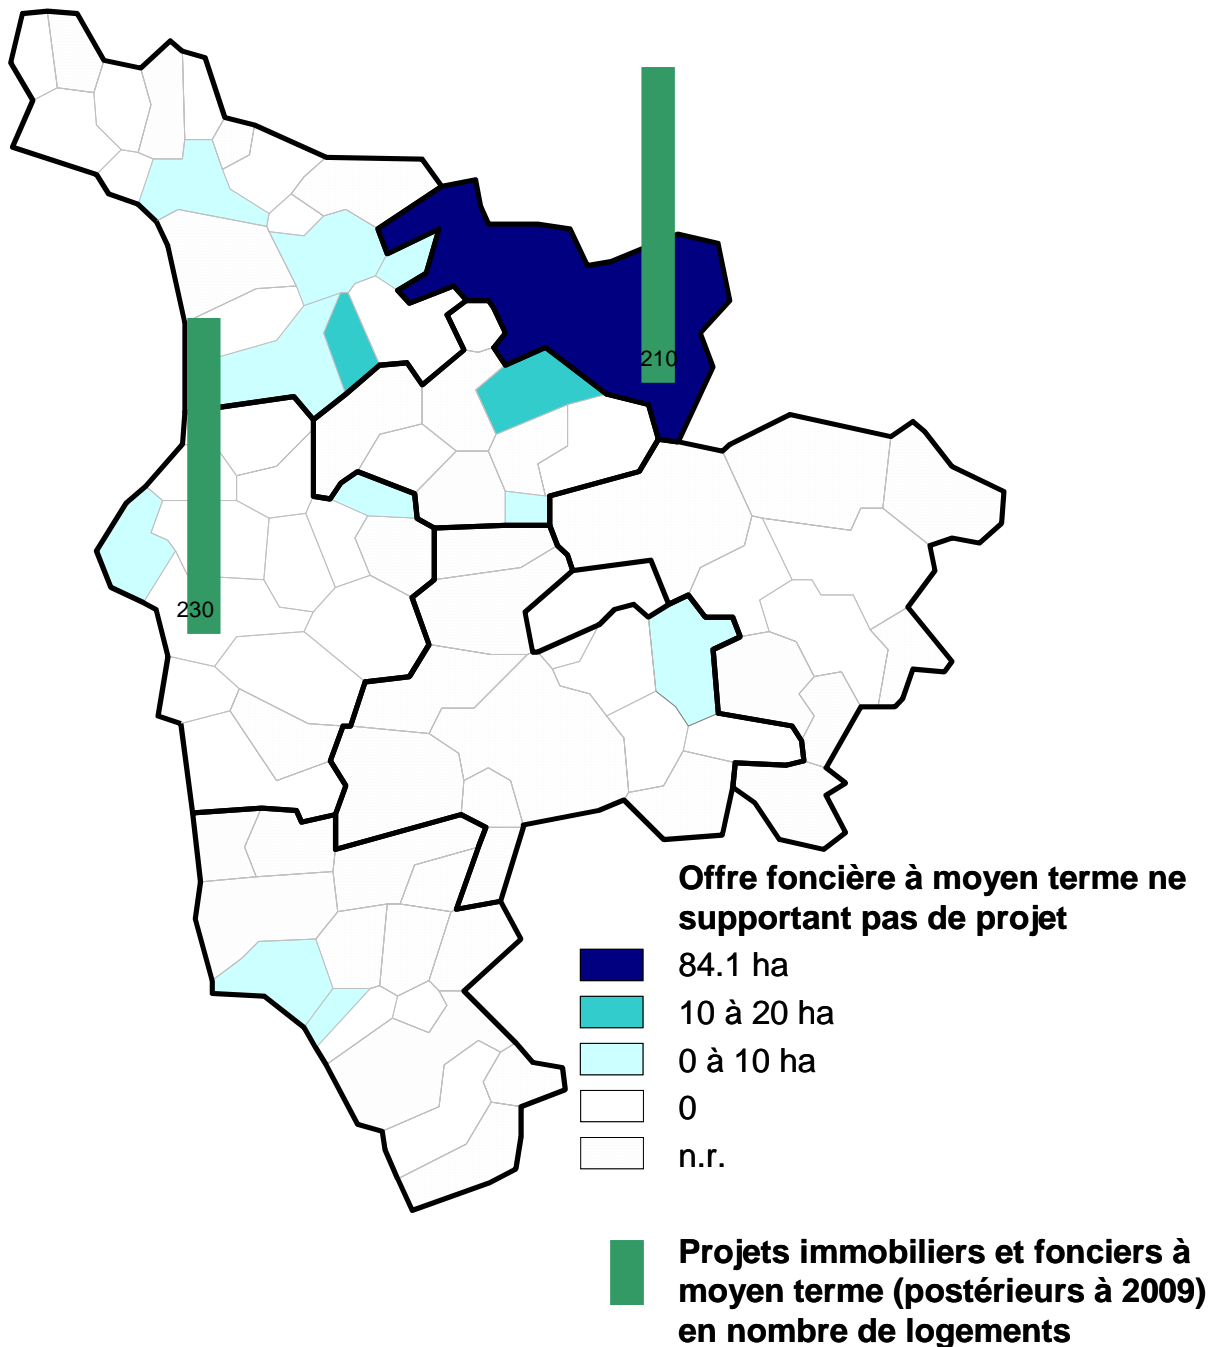 210
230
Offre foncière à moyen terme ne
supportant pas de projet
84.1 ha
10 à 20 ha
0 à 10 ha
0
n.r.
Projets immobiliers et fonciers à
moyen terme (postérieurs à 2009)
en nombre de logements